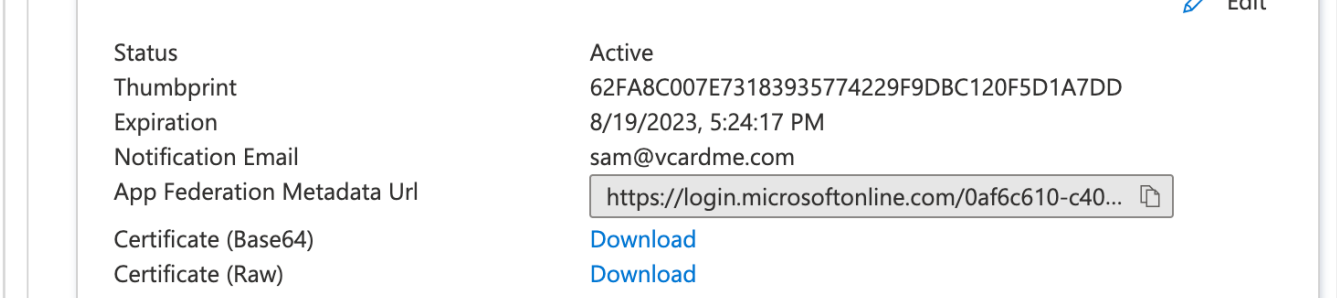 Edit
Status Active
Thumbprint 62FA8C007E73183935774229F9DBC120F5D1A7DD
Expiration 8/19/2023, 5:24:17 PM
Notification Email sam@vcardme.com
App Federation Metadata Url https://login.microsoftonline.com/0af6c610-c40...
Certificate (Base64) Download
Certificate (Raw) Download